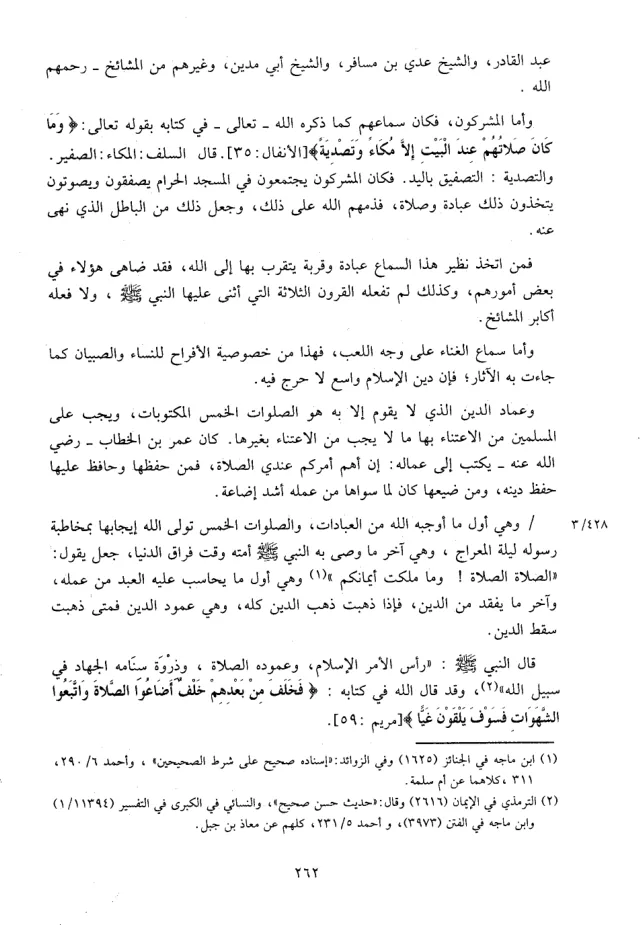 عبد القادر، والشيخ عدي بن مسافر، والشيخ أبي مدين، وغيرهم من المشائخ ـ رحمهم
الله .
وأما المشركون، فكان سماعهم كما ذكره الله ـ تعالى ـ في كتابه بقوله تعالى: ﴿ وَمَا
كَانَ صَلاتُهُمْ عِندَ الْبَيْتِ إِلاَّ مُكَاءً وَتَصْدِيَةً ﴾[الأنفال:٣٥]. قال السلف:المكاء:الصفير.
والتصدية : التصفيق باليد. فكان المشركون يجتمعون في المسجد الحرام يصفقون ويصوتون
يتخذون ذلك عبادة وصلاة، فذمهم الله على ذلك، وجعل ذلك من الباطل الذي نهى
عنه.
فمن اتخذ نظير هذا السماع عبادة وقربة يتقرب بها إلى الله، فقد ضاهى هؤلاء في
بعض أمورهم، وكذلك لم تفعله القرون الثلاثة التي أثنى عليها النبي ﷺ ، ولا فعله
أكابر المشائخ.
وأما سماع الغناء على وجه اللعب، فهذا من خصوصية الأفراح للنساء والصبيان كما
جاءت به الآثار؛ فإن دين الإسلام واسع لا حرج فيه.
وعماد الدين الذي لا يقوم إلا به هو الصلوات الخمس المكتوبات، ويجب على
المسلمين من الاعتناء بها ما لا يجب من الاعتناء بغيرها. كان عمر بن الخطاب ـ رضي
الله عنه ـ يكتب إلى عماله: إن أهم أمركم عندي الصلاة، فمن حفظها وحافظ عليها
حفظ دينه، ومن ضيعها كان لما سواها من عمله أشد إضاعة.
٣/٤٢٨ / وهي أول ما أوجبه الله من العبادات، والصلوات الخمس تولى الله إيجابها بمخاطبة
رسوله ليلة المعراج ، وهي آخر ما وصى به النبي ﷺ أمته وقت فراق الدنيا، جعل يقول:
«الصلاة الصلاة ! وما ملكت أيمانكم »(١) وهي أول ما يحاسب عليه العبد من عمله،
وآخر ما يفقد من الدين، فإذا ذهبت ذهب الدين كله، وهي عمود الدين فمتى ذهبت
سقط الدين.
قال النبي ﷺ : «رأس الأمر الإسلام، وعموده الصلاة ، وذِرْوَة سنَامه الجهاد في
سبيل الله»(٢)، وقد قال الله في كتابه : ﴿ فَخَلَفَ مِنْ بَعْدِهِمْ خَلْفٌ أَضَاعُوا الصَّلاةَ وَاتَّبَعُوا
الشَّهَوَاتِ فَسَوْفَ يَلْقَوْنَ غَيًّا ﴾[مريم :٥٩].
(١) ابن ماجه في الجنائز (١٦٢٥) وفي الزوائد:«إسناده صحيح على شرط الصحيحين» ، وأحمد ٦/ ٢٩٠،
٣١١ ،كلاهما عن أم سلمة.
(٢) الترمذي في الإيمان (٢٦١٦) وقال:«حديث حسن صحيح»، والنسائي في الكبرى في التفسير (١/١١٣٩٤)
وابن ماجه في الفتن (٣٩٧٣)، و أحمد ٢٣١/٥، كلهم عن معاذ بن جبل.
٢٦٢